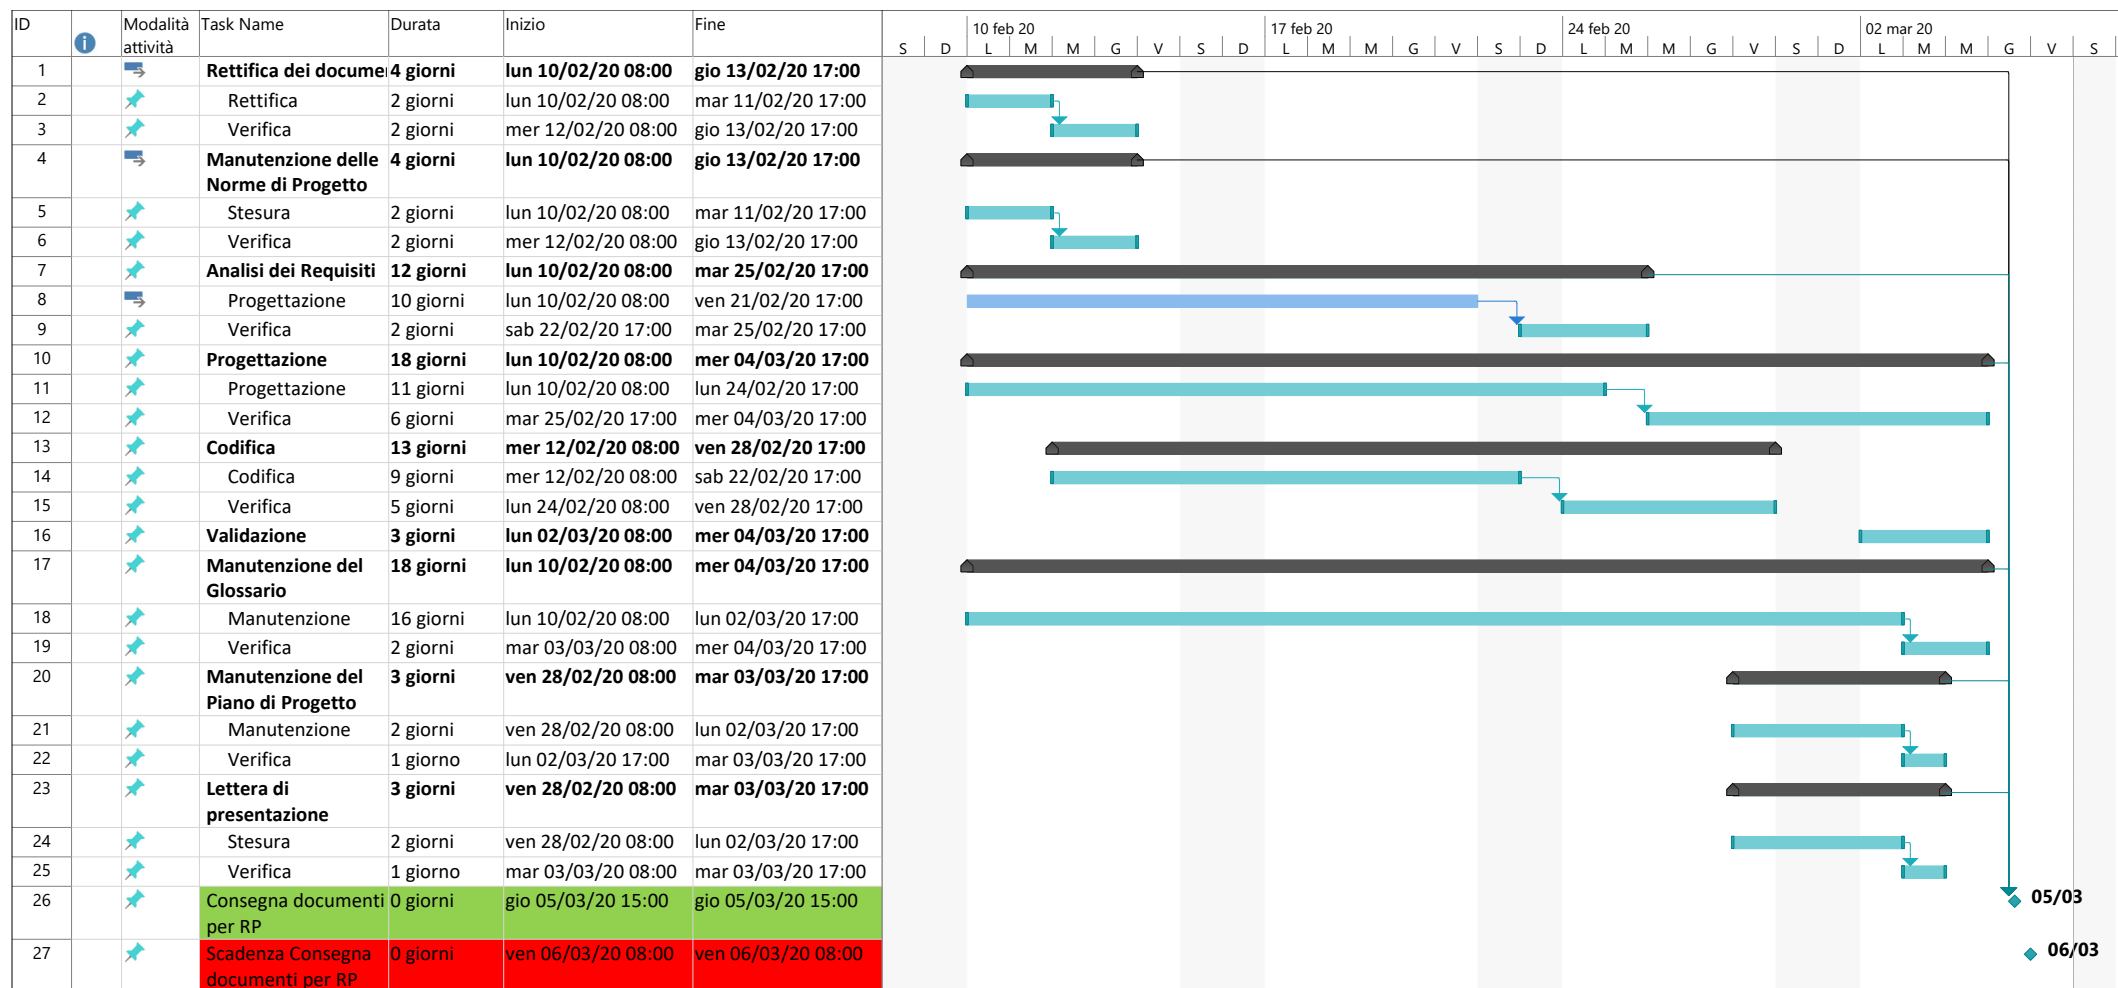 ID Modalità attività Task Name Durata Inizio Fine
10 feb 20 17 feb 20 24 feb 20 02 mar 20
S D L M M G V S D L M M G V S D L M M G V S D L M M G V S
1 Rettifica dei docume 4 giorni lun 10/02/20 08:00 gio 13/02/20 17:00
2 Rettifica 2 giorni lun 10/02/20 08:00 mar 11/02/20 17:00
3 Verifica 2 giorni mer 12/02/20 08:00 gio 13/02/20 17:00
4 Manutenzione delle Norme di Progetto 4 giorni lun 10/02/20 08:00 gio 13/02/20 17:00
5 Stesura 2 giorni lun 10/02/20 08:00 mar 11/02/20 17:00
6 Verifica 2 giorni mer 12/02/20 08:00 gio 13/02/20 17:00
7 Analisi dei Requisiti 12 giorni lun 10/02/20 08:00 mar 25/02/20 17:00
8 Progettazione 10 giorni lun 10/02/20 08:00 ven 21/02/20 17:00
9 Verifica 2 giorni sab 22/02/20 17:00 mar 25/02/20 17:00
10 Progettazione 18 giorni lun 10/02/20 08:00 mer 04/03/20 17:00
11 Progettazione 11 giorni lun 10/02/20 08:00 lun 24/02/20 17:00
12 Verifica 6 giorni mar 25/02/20 17:00 mer 04/03/20 17:00
13 Codifica 13 giorni mer 12/02/20 08:00 ven 28/02/20 17:00
14 Codifica 9 giorni mer 12/02/20 08:00 sab 22/02/20 17:00
15 Verifica 5 giorni lun 24/02/20 08:00 ven 28/02/20 17:00
16 Validazione 3 giorni lun 02/03/20 08:00 mer 04/03/20 17:00
17 Manutenzione del Glossario 18 giorni lun 10/02/20 08:00 mer 04/03/20 17:00
18 Manutenzione 16 giorni lun 10/02/20 08:00 lun 02/03/20 17:00
19 Verifica 2 giorni mar 03/03/20 08:00 mer 04/03/20 17:00
20 Manutenzione del Piano di Progetto 3 giorni ven 28/02/20 08:00 mar 03/03/20 17:00
21 Manutenzione 2 giorni ven 28/02/20 08:00 lun 02/03/20 17:00
22 Verifica 1 giorno lun 02/03/20 17:00 mar 03/03/20 17:00
23 Lettera di presentazione 3 giorni ven 28/02/20 08:00 mar 03/03/20 17:00
24 Stesura 2 giorni ven 28/02/20 08:00 lun 02/03/20 17:00
25 Verifica 1 giorno mar 03/03/20 08:00 mar 03/03/20 17:00
26 Consegna documenti per RP 0 giorni gio 05/03/20 15:00 gio 05/03/20 15:00 05/03
27 Scadenza Consegna documenti per RP 0 giorni ven 06/03/20 08:00 ven 06/03/20 08:00 06/03